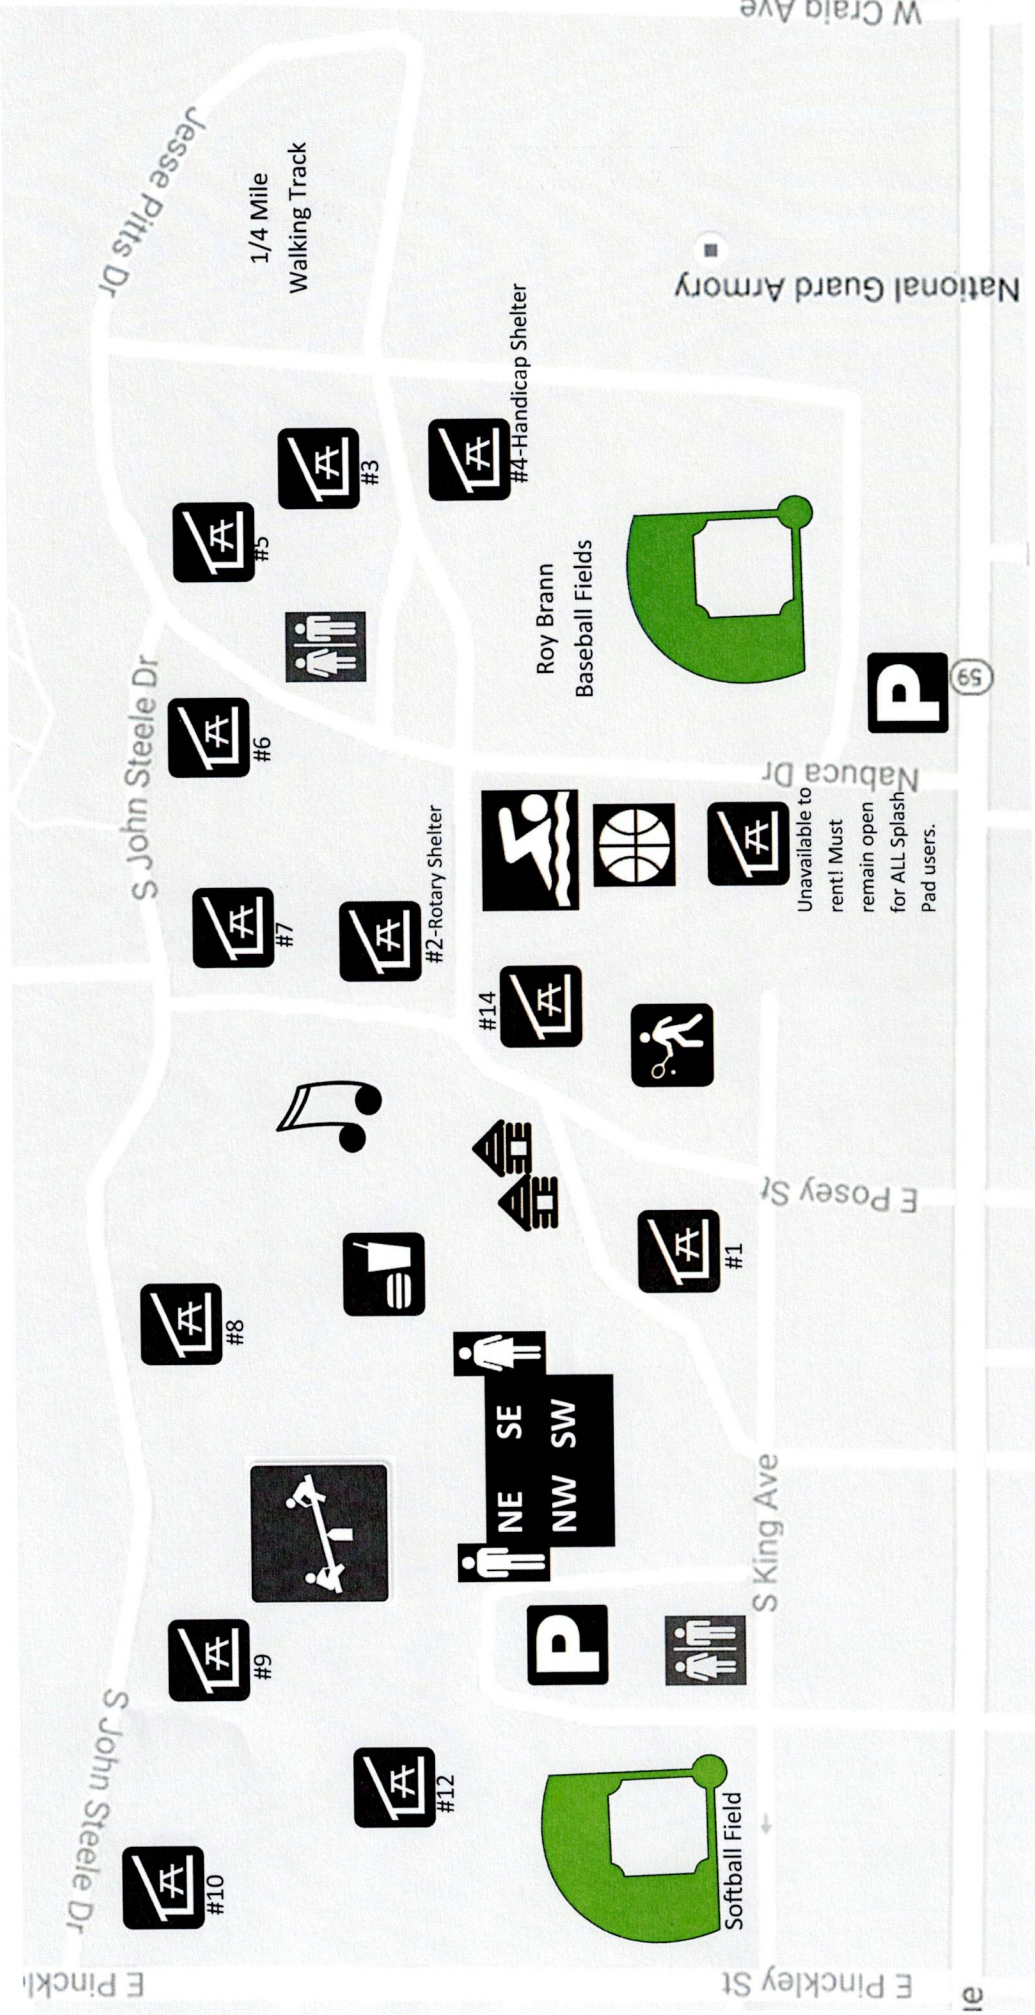 W Craig Ave
Jesse Pitts Dr
1/4 Mile
Walking Track
National Guard Armory
#3
#4-Handicap Shelter
#5
Roy Brann
Baseball Fields
P
59
S John Steele Dr
#6
Nabuca Dr
#7
#2-Rotary Shelter
Unavailable to
rent! Must
remain open
for ALL Splash
Pad users.
#14
E Posey St
#1
#8
NE SE
NW SW
S King Ave
P
#9
S John Steele Dr
#12
#10
Softball Field
E Pinckl
E Pinckley St